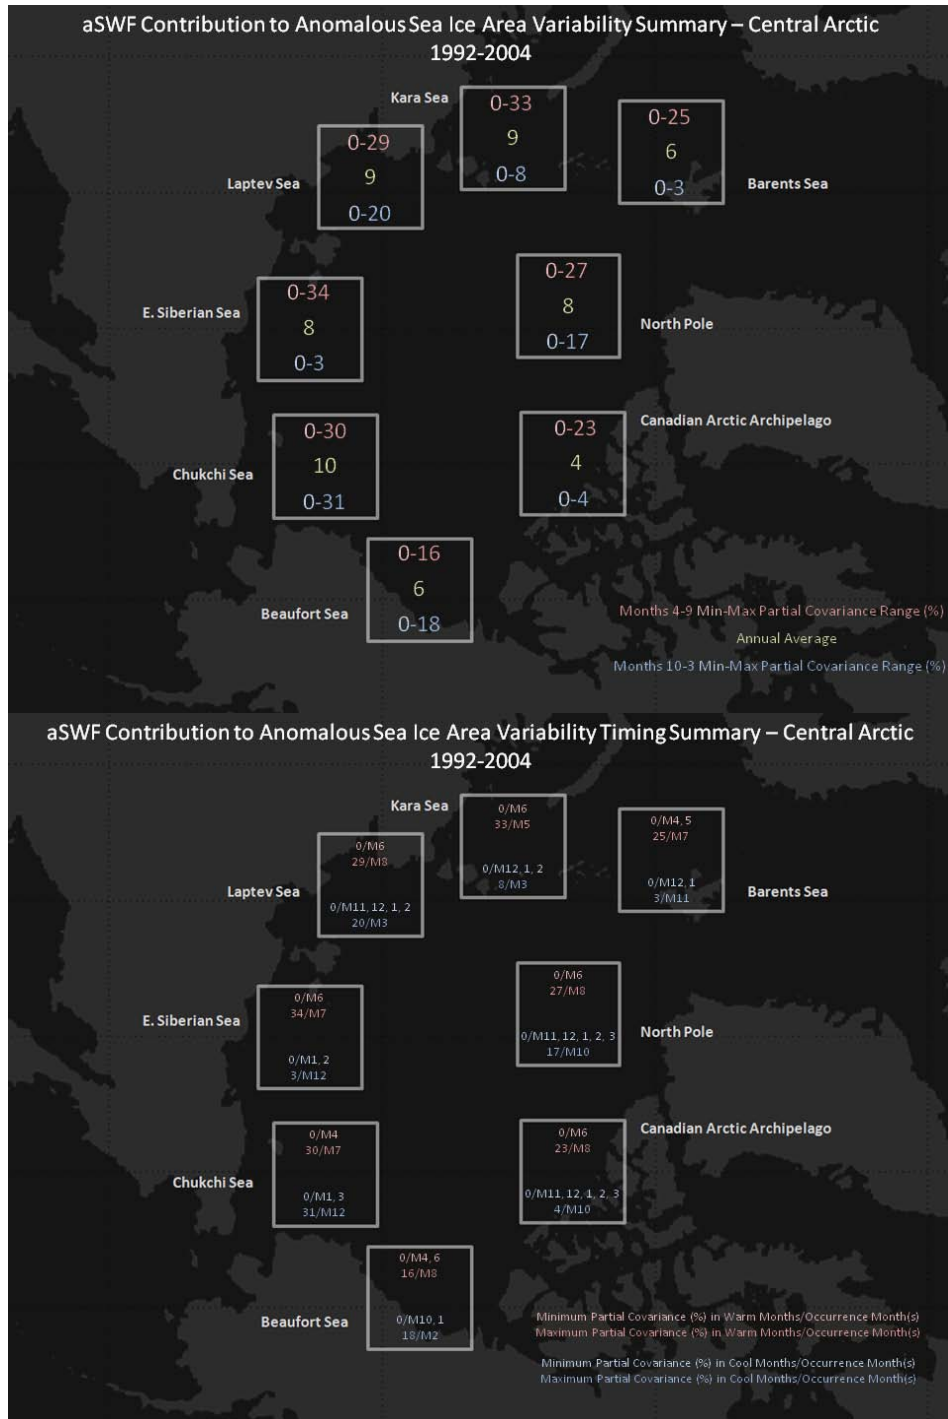 aSWF Contribution to Anomalous Sea Ice Area Variability Summary – Central Arctic
1992-2004
Kara Sea
0-33
9
0-8
0-25
6
0-3
Barents Sea
Laptev Sea
0-29
9
0-20
E. Siberian Sea
0-34
8
0-3
0-27
8
0-17
North Pole
Chukchi Sea
0-30
10
0-31
0-23
4
0-4
Canadian Arctic Archipelago
Beaufort Sea
0-16
6
0-18
Months 4-9 Min-Max Partial Covariance Range (%)
Annual Average
Months 10-3 Min-Max Partial Covariance Range (%)
aSWF Contribution to Anomalous Sea Ice Area Variability Timing Summary – Central Arctic
1992-2004
Kara Sea
0/M6
33/M5
0/M12, 1, 2
8/M3
0/M4, 5
25/M7
0/M12, 1
3/M11
Barents Sea
Laptev Sea
0/M6
29/M8
0/M11, 12, 1, 2
20/M3
E. Siberian Sea
0/M6
34/M7
0/M1, 2
3/M12
0/M6
27/M8
0/M11, 12, 1, 2, 3
17/M10
North Pole
Chukchi Sea
0/M4
30/M7
0/M1, 3
31/M12
0/M6
23/M8
0/M11, 12, 1, 2, 3
4/M10
Canadian Arctic Archipelago
Beaufort Sea
0/M4, 6
16/M8
0/M10, 1
18/M2
Minimum Partial Covariance (%) in Warm Months/Occurrence Month(s)
Maximum Partial Covariance (%) in Warm Months/Occurrence Month(s)
Minimum Partial Covariance (%) in Cool Months/Occurrence Month(s)
Maximum Partial Covariance (%) in Cool Months/Occurrence Month(s)